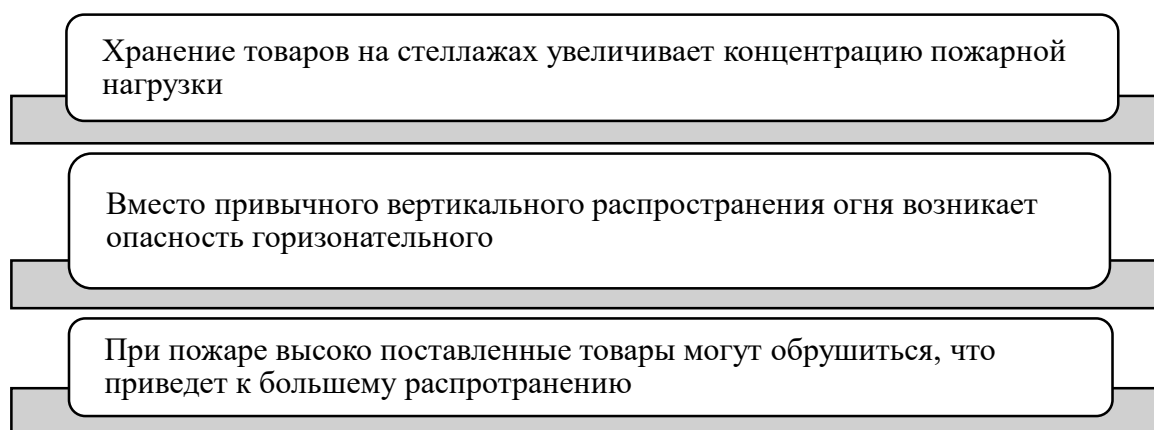 Хранение товаров на стеллажах увеличивает концентрацию пожарной
нагрузки
Вместо привычного вертикального распространения огня возникает
опасность горизонательного
При пожаре высоко поставленные товары могут обрушиться, что
приведет к большему распротранению